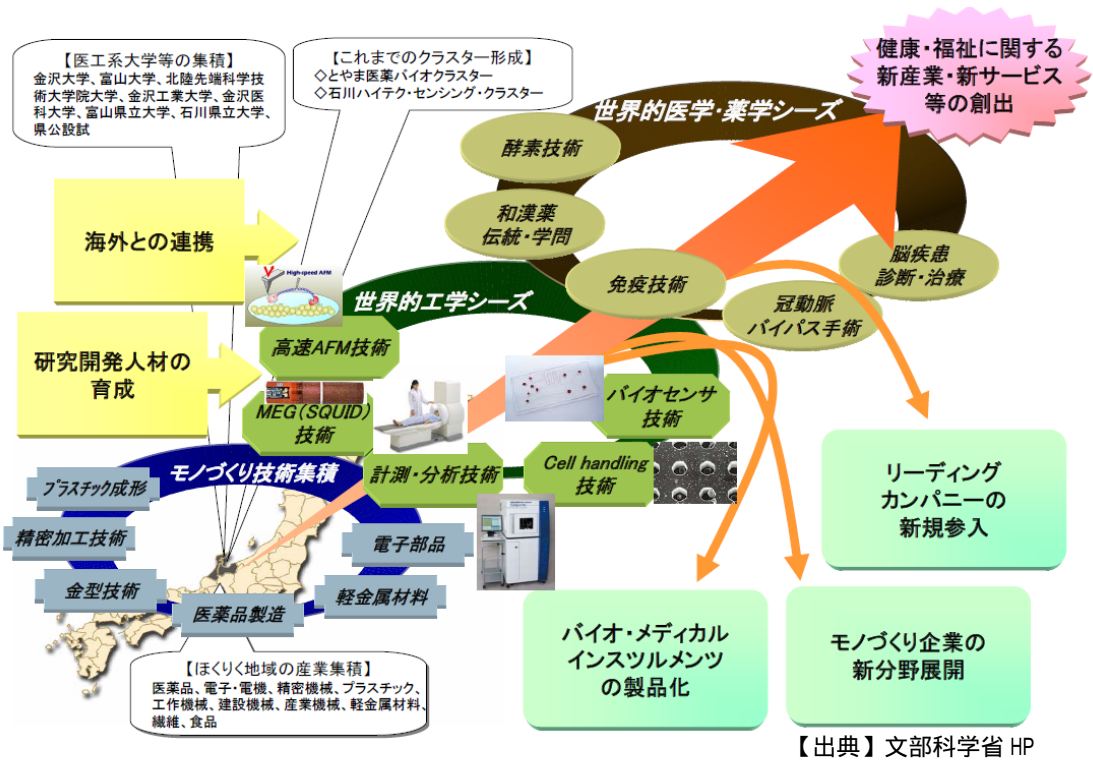 【医工系大学等の集積】
金沢大学、富山大学、北陸先端科学技
術大学院大学、金沢工業大学、金沢医
科大学、富山県立大学、石川県立大学、
県公設試
【これまでのクラスター形成】
◇とやま医薬バイオクラスター
◇石川ハイテク・センシング・クラスター
健康・福祉に関する
新産業・新サービス
等の創出
世界的医学・薬学シーズ
酵素技術
和漢薬
伝統・学問
免疫技術
冠動脈
バイパス手術
脳疾患
診断・治療
海外との連携
研究開発人材の
育成
High-speed AFM
世界的工学シーズ
高速AFM技術
MEG(SQUID)
技術
計測・分析技術
Cell handling
技術
バイオセンサ
技術
モノづくり技術集積
プラスチック成形
精密加工技術
金型技術
医薬品製造
軽金属材料
電子部品
【ほくりく地域の産業集積】
医薬品、電子・電機、精密機械、プラスチック、
工作機械、建設機械、産業機械、軽金属材料、
繊維、食品
リーディング
カンパニーの
新規参入
バイオ・メディカル
インスツルメンツ
の製品化
モノづくり企業の
新分野展開
【出典】文部科学省 HP